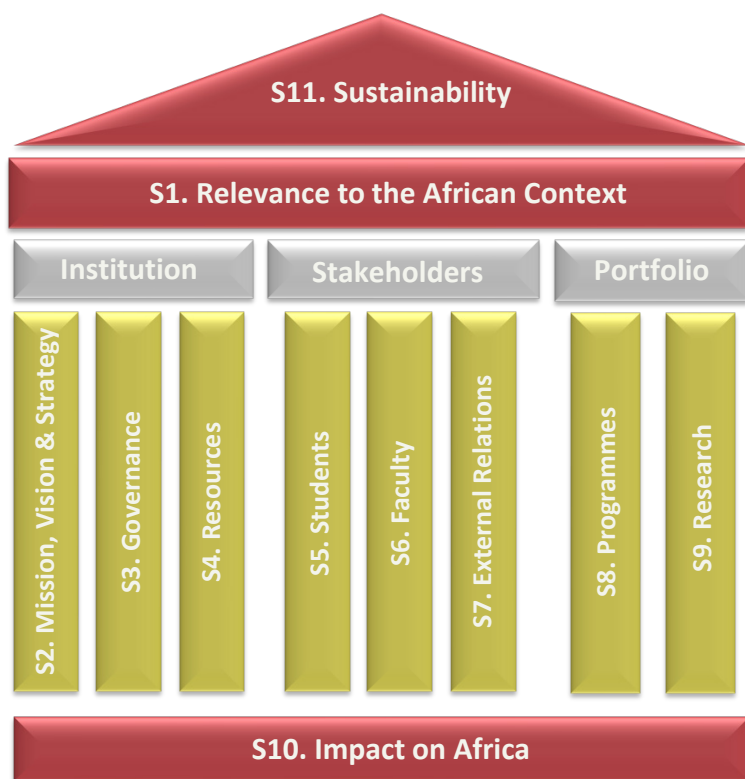 S11. Sustainability
S1. Relevance to the African Context
Institution
Stakeholders
Portfolio
S2. Mission, Vision & Strategy
S3. Governance
S4. Resources
S5. Students
S6. Faculty
S7. External Relations
S8. Programmes
S9. Research
S10. Impact on Africa